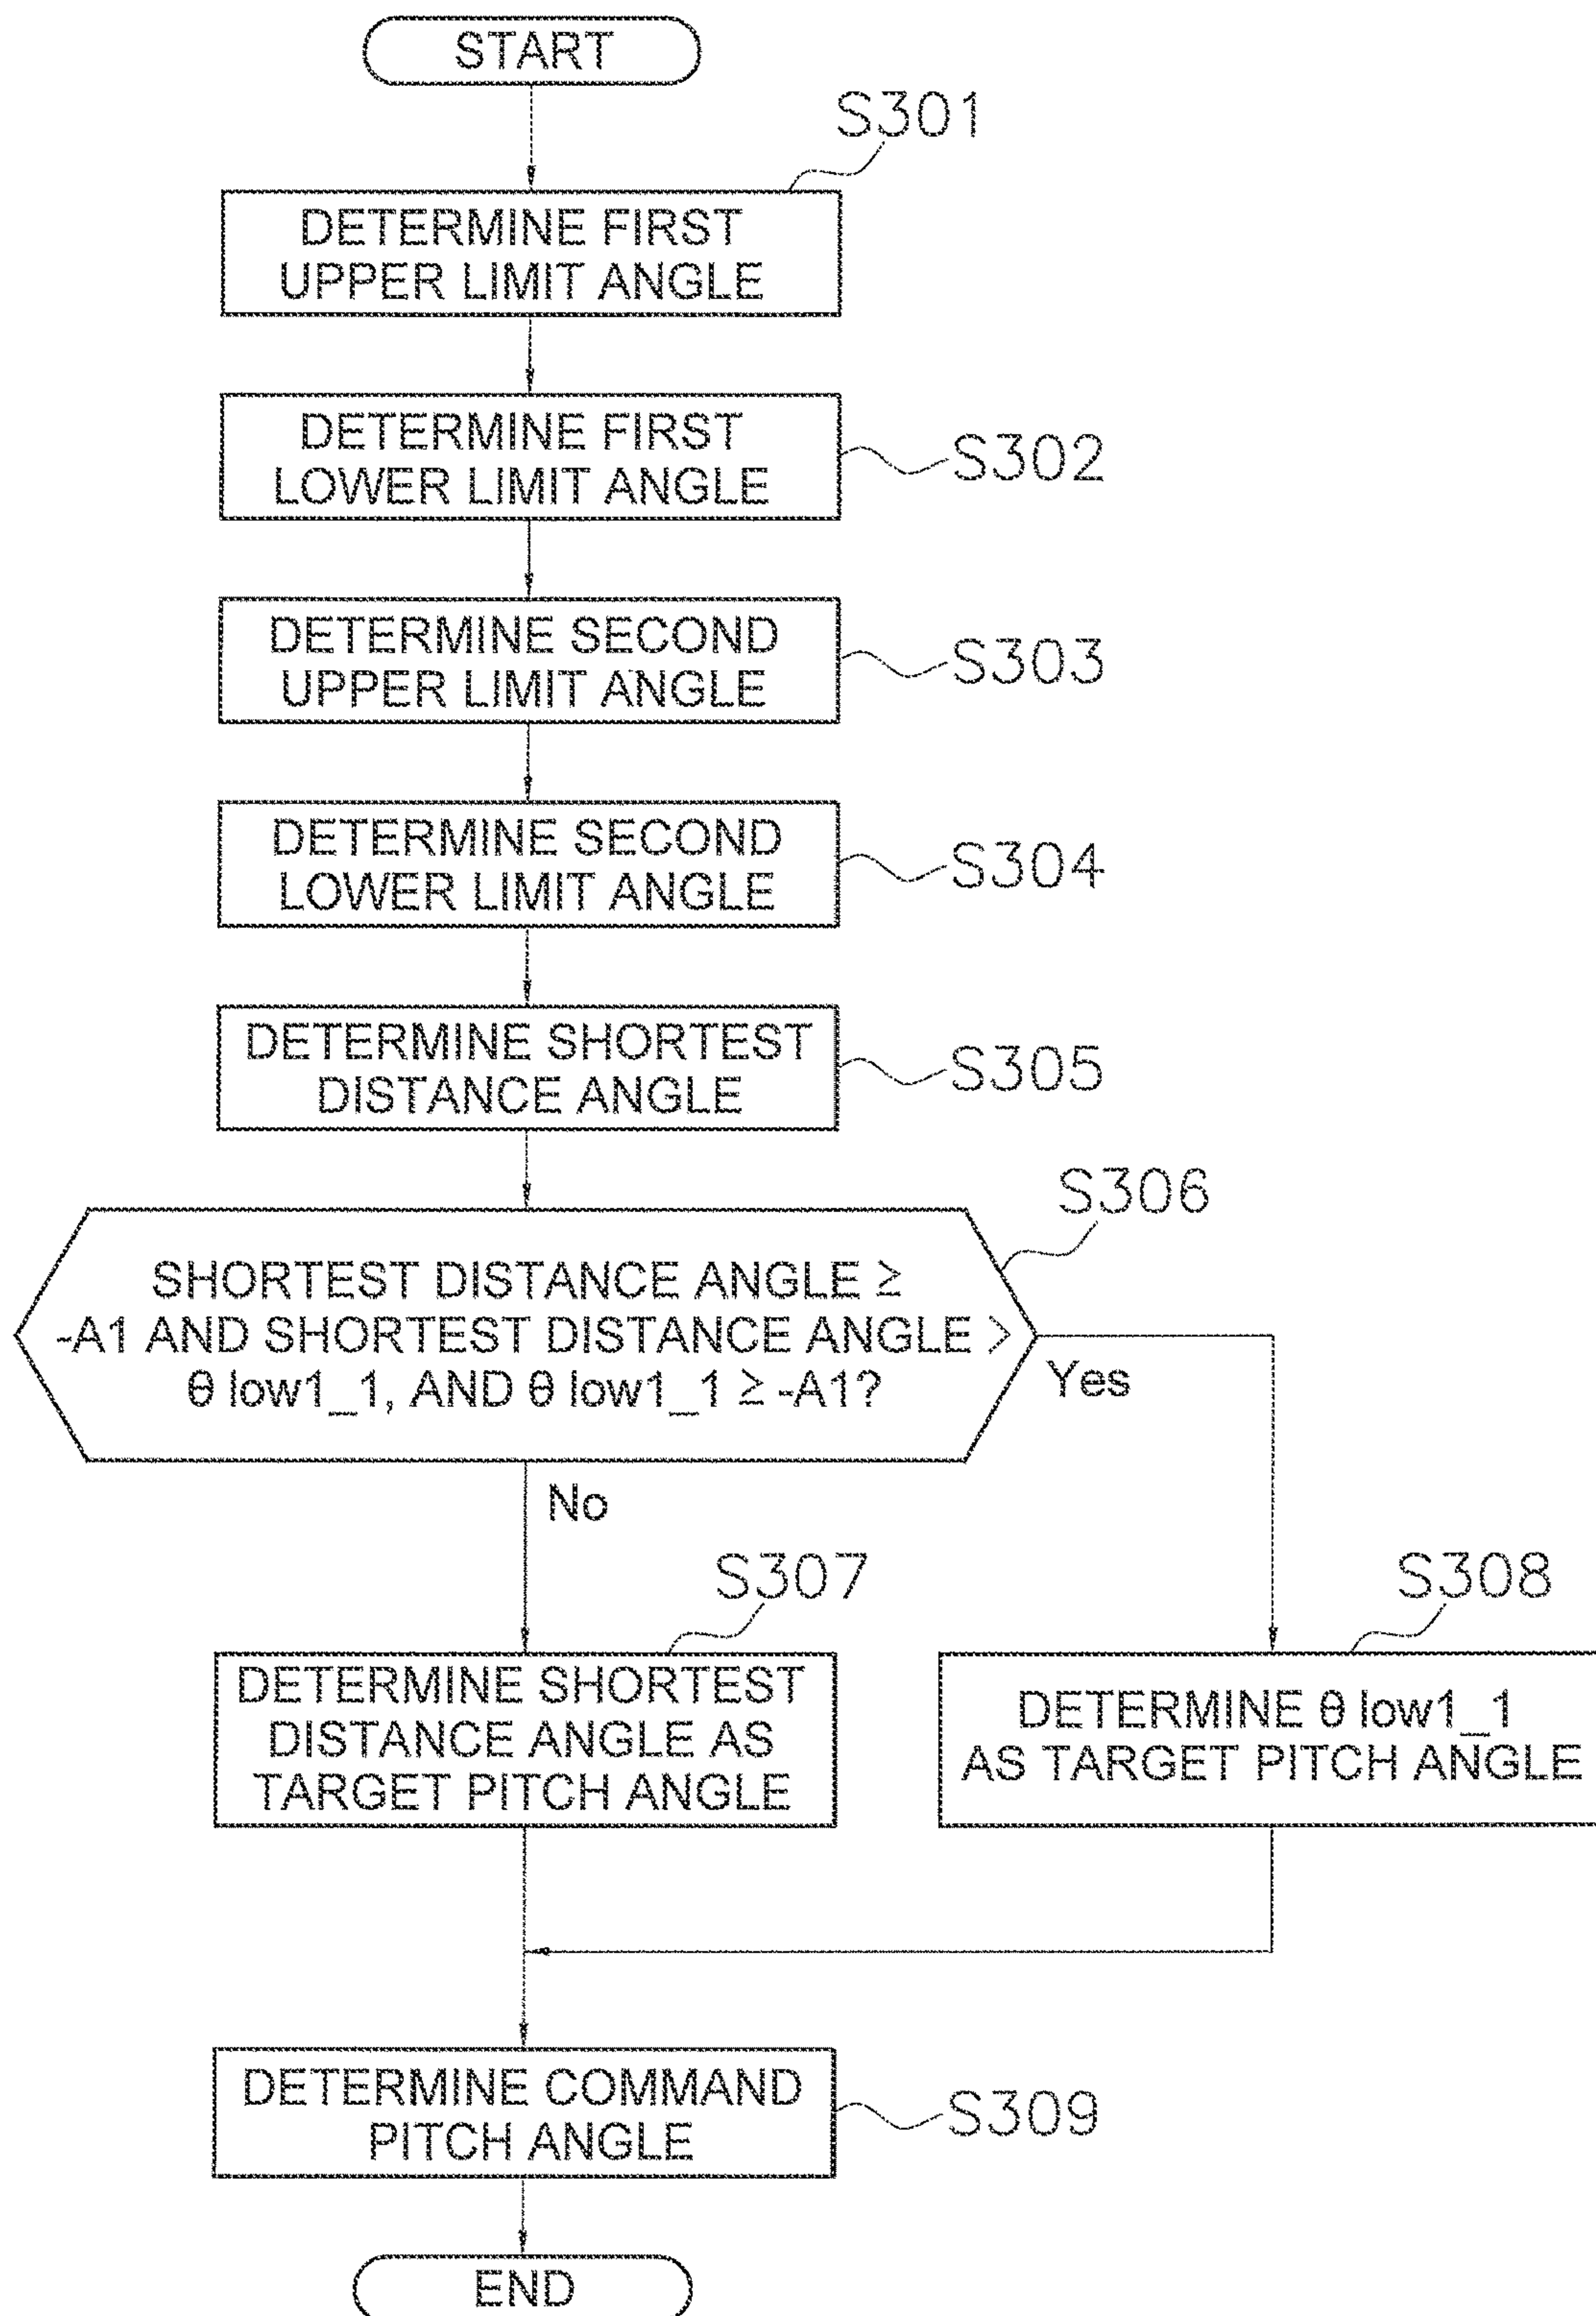 START
S301
DETERMINE FIRST
UPPER LIMIT ANGLE
DETERMINE FIRST
LOWER LIMIT ANGLE
S302
DETERMINE SECOND
UPPER LIMIT ANGLE
S303
DETERMINE SECOND
LOWER LIMIT ANGLE
S304
DETERMINE SHORTEST
DISTANCE ANGLE
S305
S306
SHORTEST DISTANCE ANGLE ≥
-A1 AND SHORTEST DISTANCE ANGLE >
θ low1_1, AND θ low1_1 ≥ -A1?
Yes
No
S307
S308
DETERMINE SHORTEST
DISTANCE ANGLE AS
TARGET PITCH ANGLE
DETERMINE θ low1_1
AS TARGET PITCH ANGLE
DETERMINE COMMAND
PITCH ANGLE
S309
END